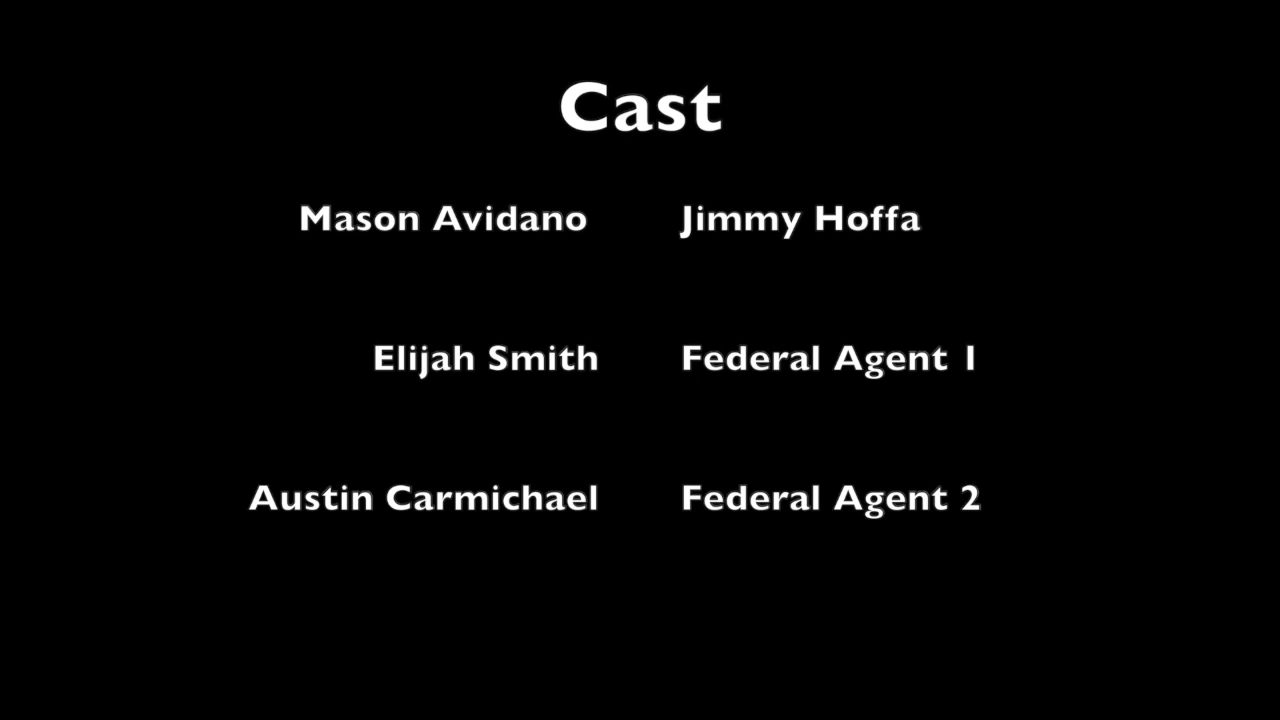 Cast
Mason Avidano Jimmy Hoffa
Elijah Smith Federal Agent 1
Austin Carmichael Federal Agent 2